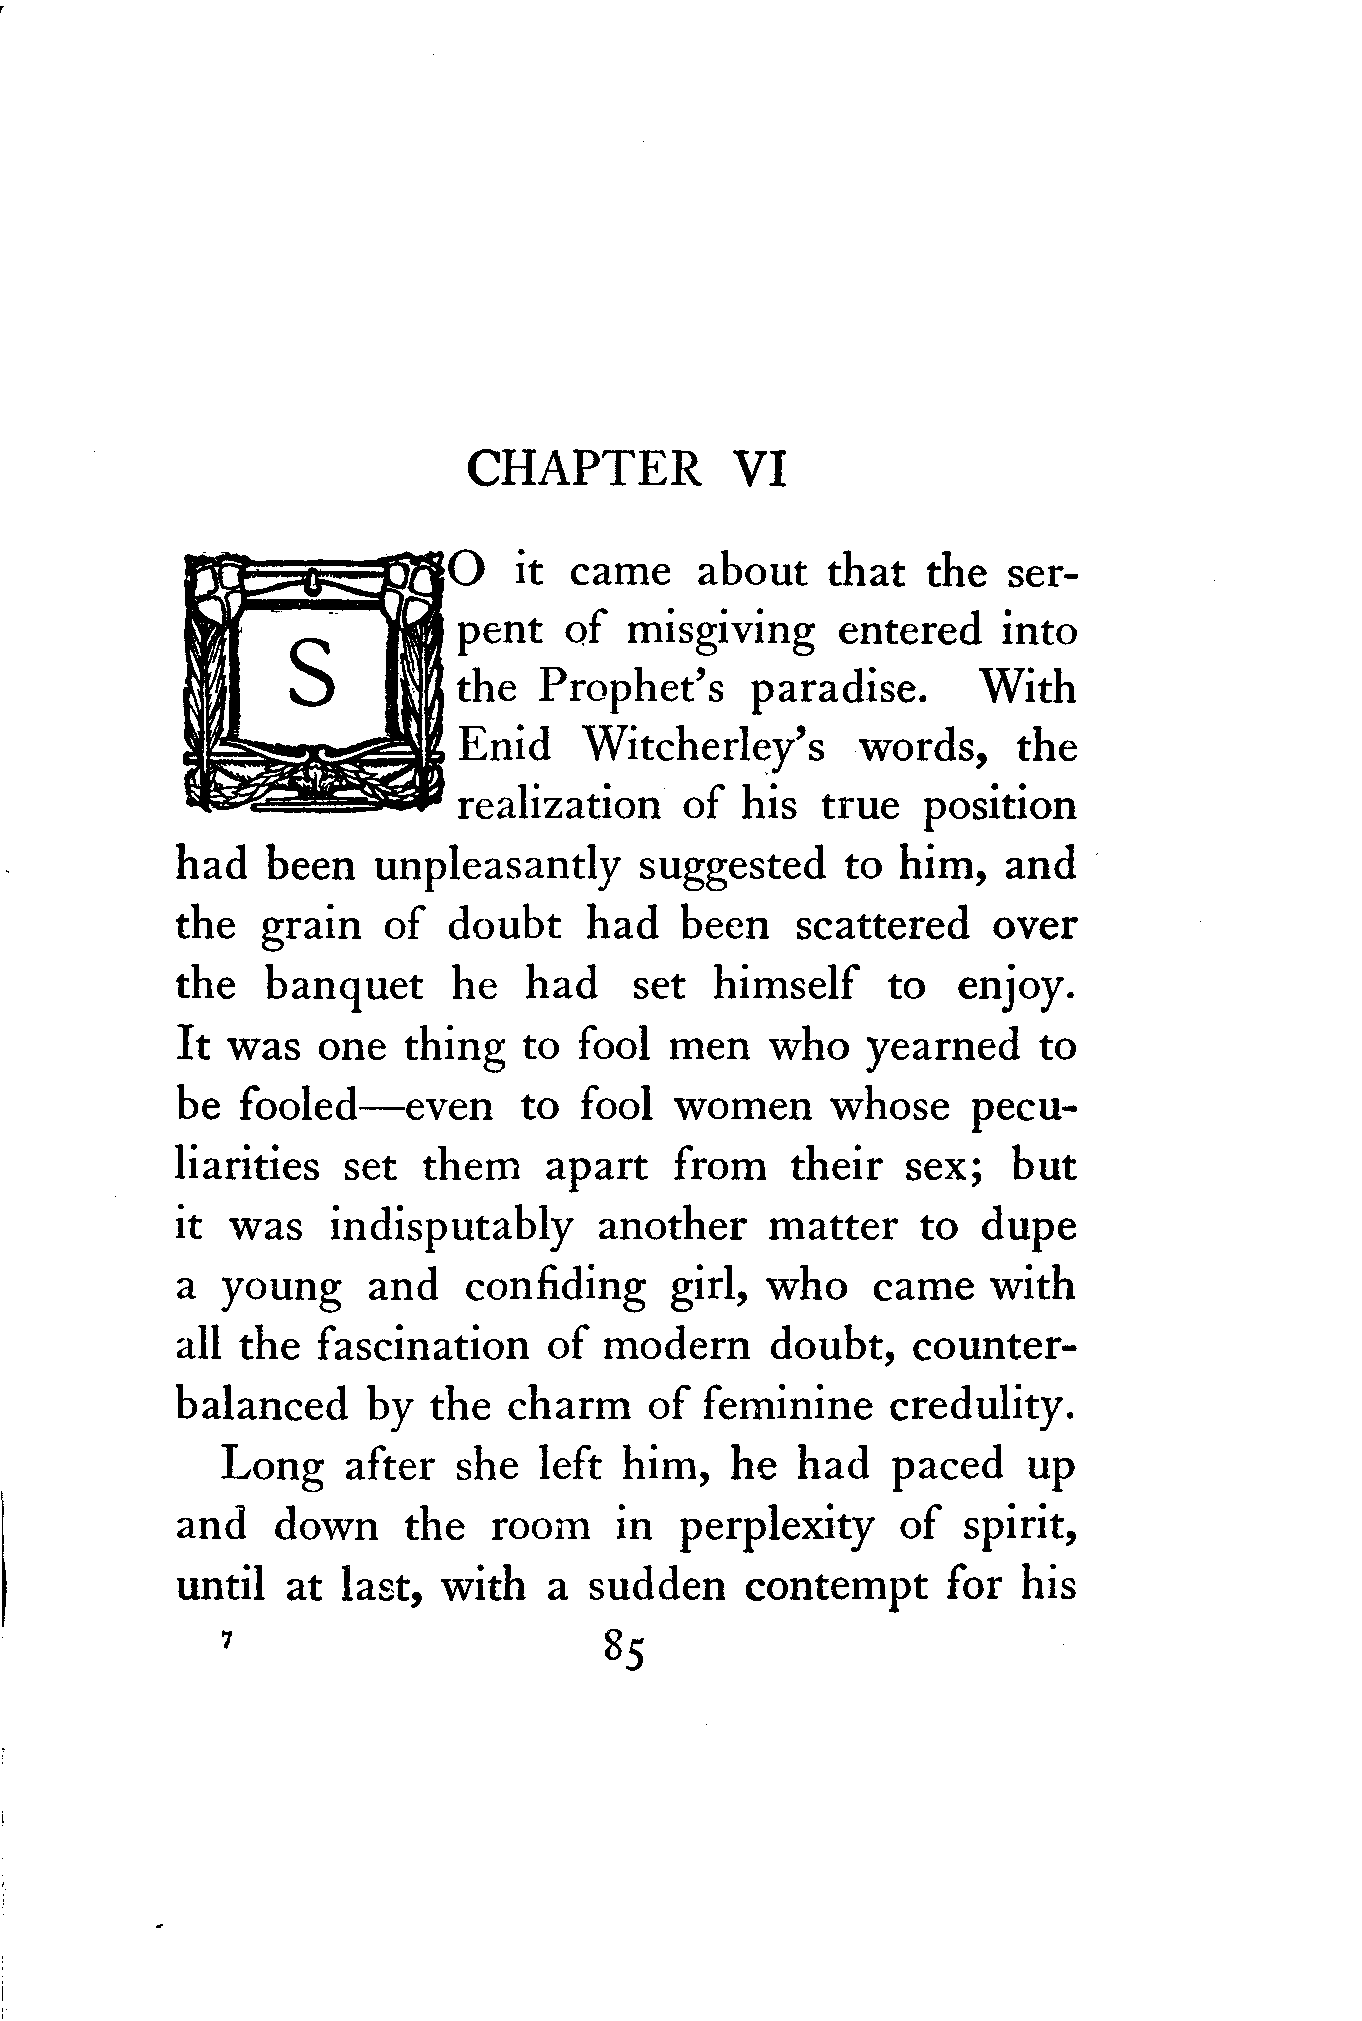 CHAPTER VI
SO it came about that the ser-
pent of misgiving entered into
the Prophet's paradise. With
Enid Witcherley's words, the
realization of his true position
had been unpleasantly suggested to him, and
the grain of doubt had been scattered over
the banquet he had set himself to enjoy.
It was one thing to fool men who yearned to
be fooled—even to fool women whose pecu-
liarities set them apart from their sex; but
it was indisputably another matter to dupe
a young and confiding girl, who came with
all the fascination of modern doubt, counter-
balanced by the charm of feminine credulity.
Long after she left him, he had paced up
and down the room in perplexity of spirit,
until at last, with a sudden contempt for his
7 85